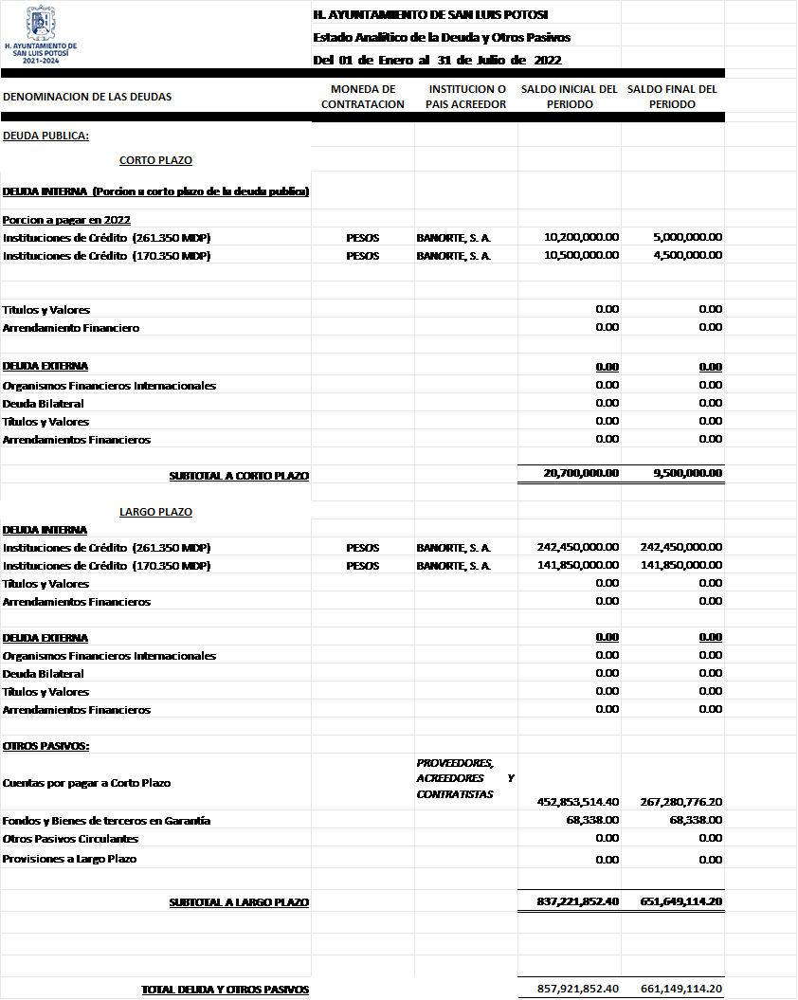 H. AYUNTAMIENTO DE
SAN LUIS POTOSÍ
2021-2024
H. AYUNTAMIENTO DE SAN LUIS POTOSI
Estado Analítico de la Deuda y Otros Pasivos
Del 01 de Enero al 31 de Julio de 2022
DENOMINACION DE LAS DEUDAS MONEDA DE CONTRATACION INSTITUCION O PAIS ACREEDOR SALDO INICIAL DEL PERIODO SALDO FINAL DEL PERIODO
DEUDA PUBLICA:
CORTO PLAZO
DEUDA INTERNA (Porcion a corto plazo de la deuda publica)
Porcion a pagar en 2022
Instituciones de Crédito (261.350 MDP) PESOS BANORTE, S. A. 10,200,000.00 5,000,000.00
Instituciones de Crédito (170.350 MDP) PESOS BANORTE, S. A. 10,500,000.00 4,500,000.00
Títulos y Valores 0.00 0.00
Arrendamiento Financiero 0.00 0.00
DEUDA EXTERNA 0.00 0.00
Organismos Financieros Internacionales 0.00 0.00
Deuda Bilateral 0.00 0.00
Títulos y Valores 0.00 0.00
Arrendamientos Financieros 0.00 0.00
SUBTOTAL A CORTO PLAZO 20,700,000.00 9,500,000.00
LARGO PLAZO
DEUDA INTERNA
Instituciones de Crédito (261.350 MDP) PESOS BANORTE, S. A. 242,450,000.00 242,450,000.00
Instituciones de Crédito (170.350 MDP) PESOS BANORTE, S. A. 141,850,000.00 141,850,000.00
Títulos y Valores 0.00 0.00
Arrendamientos Financieros 0.00 0.00
DEUDA EXTERNA 0.00 0.00
Organismos Financieros Internacionales 0.00 0.00
Deuda Bilateral 0.00 0.00
Títulos y Valores 0.00 0.00
Arrendamientos Financieros 0.00 0.00
OTROS PASIVOS:
Cuentas por pagar a Corto Plazo PROVEEDORES, ACREEDORES Y CONTRATISTAS 452,853,514.40 267,280,776.20
Fondos y Bienes de terceros en Garantía 68,338.00 68,338.00
Otros Pasivos Circulantes 0.00 0.00
Provisiones a Largo Plazo 0.00 0.00
SUBTOTAL A LARGO PLAZO 837,221,852.40 651,649,114.20
TOTAL DEUDA Y OTROS PASIVOS 857,921,852.40 661,149,114.20